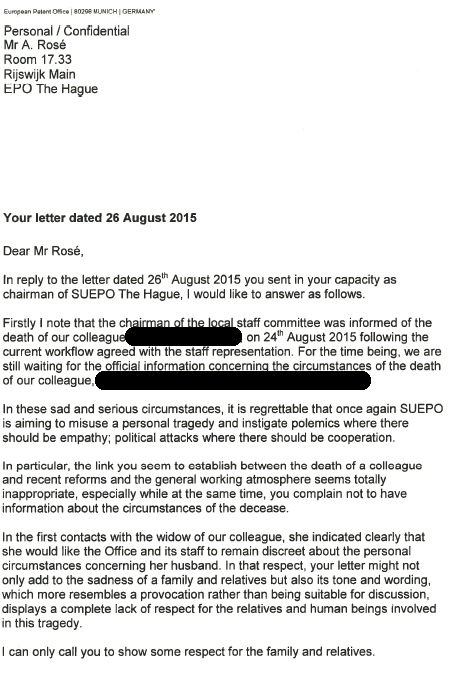 European Patent Office | 80298 MUNICH | GERMANY
Personal / Confidential
Mr A. Rosé
Room 17.33
Rijswijk Main
EPO The Hague
Your letter dated 26 August 2015
Dear Mr Rosé,
In reply to the letter dated 26th August 2015 you sent in your capacity as
chairman of SUEPO The Hague, I would like to answer as follows.
Firstly I note that the chairman of the local staff committee was informed of the
death of our colleague on 24th August 2015 following the
current workflow agreed with the staff representation. For the time being, we are
still waiting for the official information concerning the circumstances of the death
of our colleague,
In these sad and serious circumstances, it is regrettable that once again SUEPO
is aiming to misuse a personal tragedy and instigate polemics where there
should be empathy; political attacks where there should be cooperation.
In particular, the link you seem to establish between the death of a colleague
and recent reforms and the general working atmosphere seems totally
inappropriate, especially while at the same time, you complain not to have
information about the circumstances of the decease.
In the first contacts with the widow of our colleague, she indicated clearly that
she would like the Office and its staff to remain discreet about the personal
circumstances concerning her husband. In that respect, your letter might not
only add to the sadness of a family and relatives but also its tone and wording,
which more resembles a provocation rather than being suitable for discussion,
displays a complete lack of respect for the relatives and human beings involved
in this tragedy.
I can only call you to show some respect for the family and relatives.